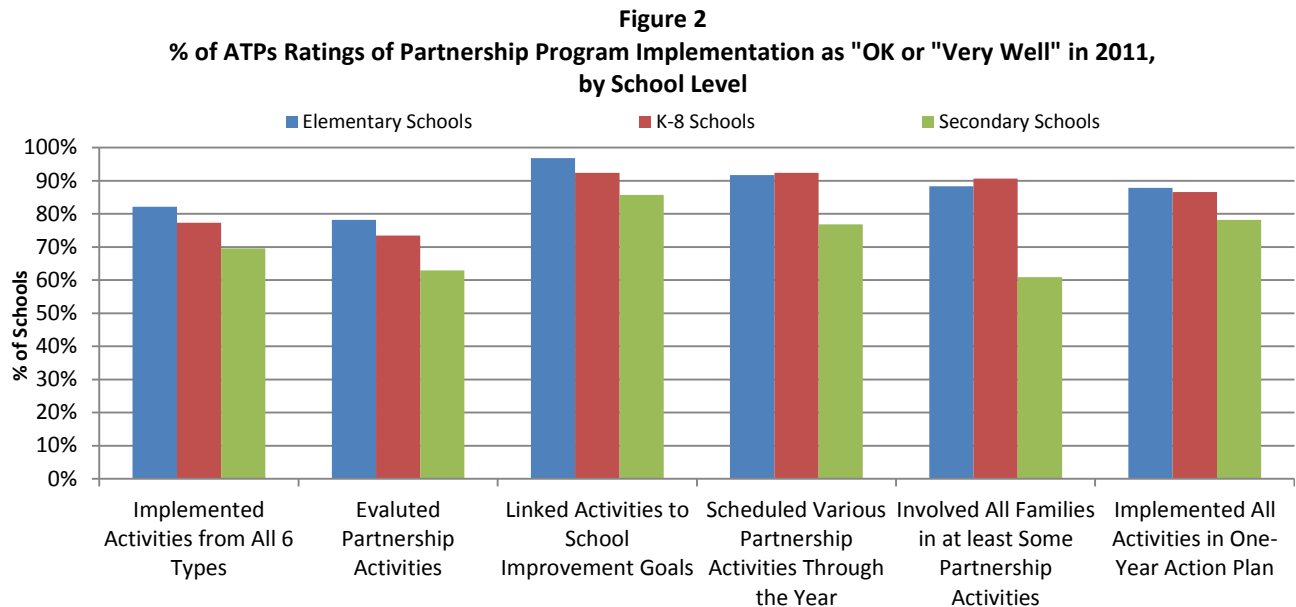 Figure 2
% of ATPs Ratings of Partnership Program Implementation as "OK or "Very Well" in 2011,
by School Level
Elementary Schools K-8 Schools Secondary Schools
% of Schools
100%
90%
80%
70%
60%
50%
40%
30%
20%
10%
0%
Implemented
Activities from All 6
Types
Evaluted
Partnership
Activities
Linked Activities to
School
Improvement Goals
Scheduled Various
Partnership
Activities Through
the Year
Involved All Families
in at least Some
Partnership
Activities
Implemented All
Activities in One-
Year Action Plan